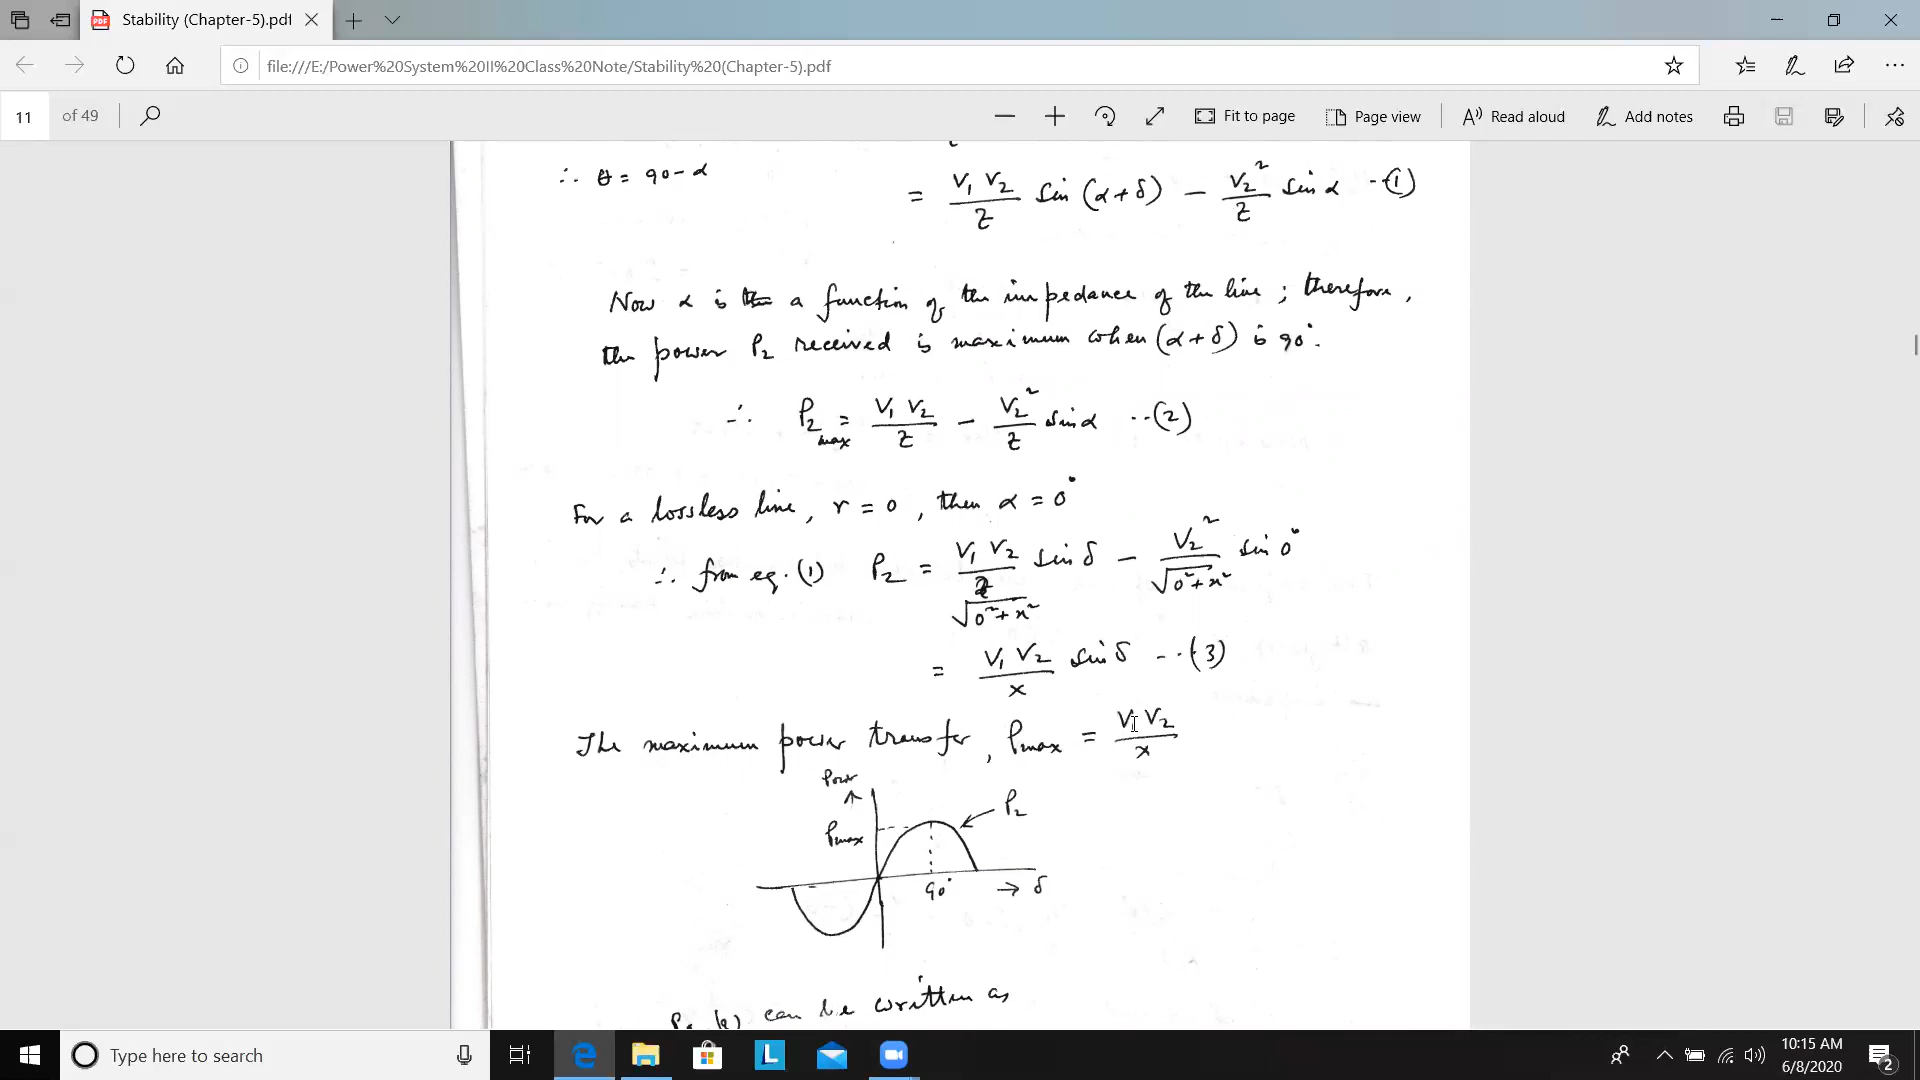 Stability (Chapter-5).pdf
file:///E:/Power%20System%20II%20Class%20Note/Stability%20(Chapter-5).pdf
11 of 49
Fit to page
Page view
Read aloud
Add notes
∴ θ = 90-α
= V₁ V₂ / Z sin (α+δ) - V₂² / Z sin α --(1)
Now α is a function of the impedance of the line ; therefore,
the power P₂ received is maximum when (α+δ) is 90°.
∴ P₂ max = V₁ V₂ / Z - V₂² / Z sin α --(2)
For a lossless line, r = 0, then α = 0°
∴ from eq. (1) P₂ = V₁ V₂ / √0²+x² sin δ - V₂² / √0²+x² sin 0°
= V₁ V₂ / x sin δ --(3)
The maximum power transfer, Pmax = V₁ V₂ / x
Power
Pmax
P₂
90°
→ δ
can be written as
Type here to search
10:15 AM
6/8/2020
2